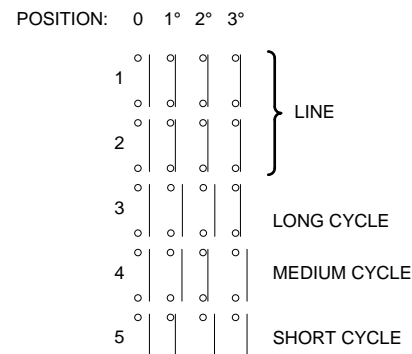 POSITION: 0 1° 2° 3°
1
LINE
2
3
LONG CYCLE
4 MEDIUM CYCLE
5 SHORT CYCLE